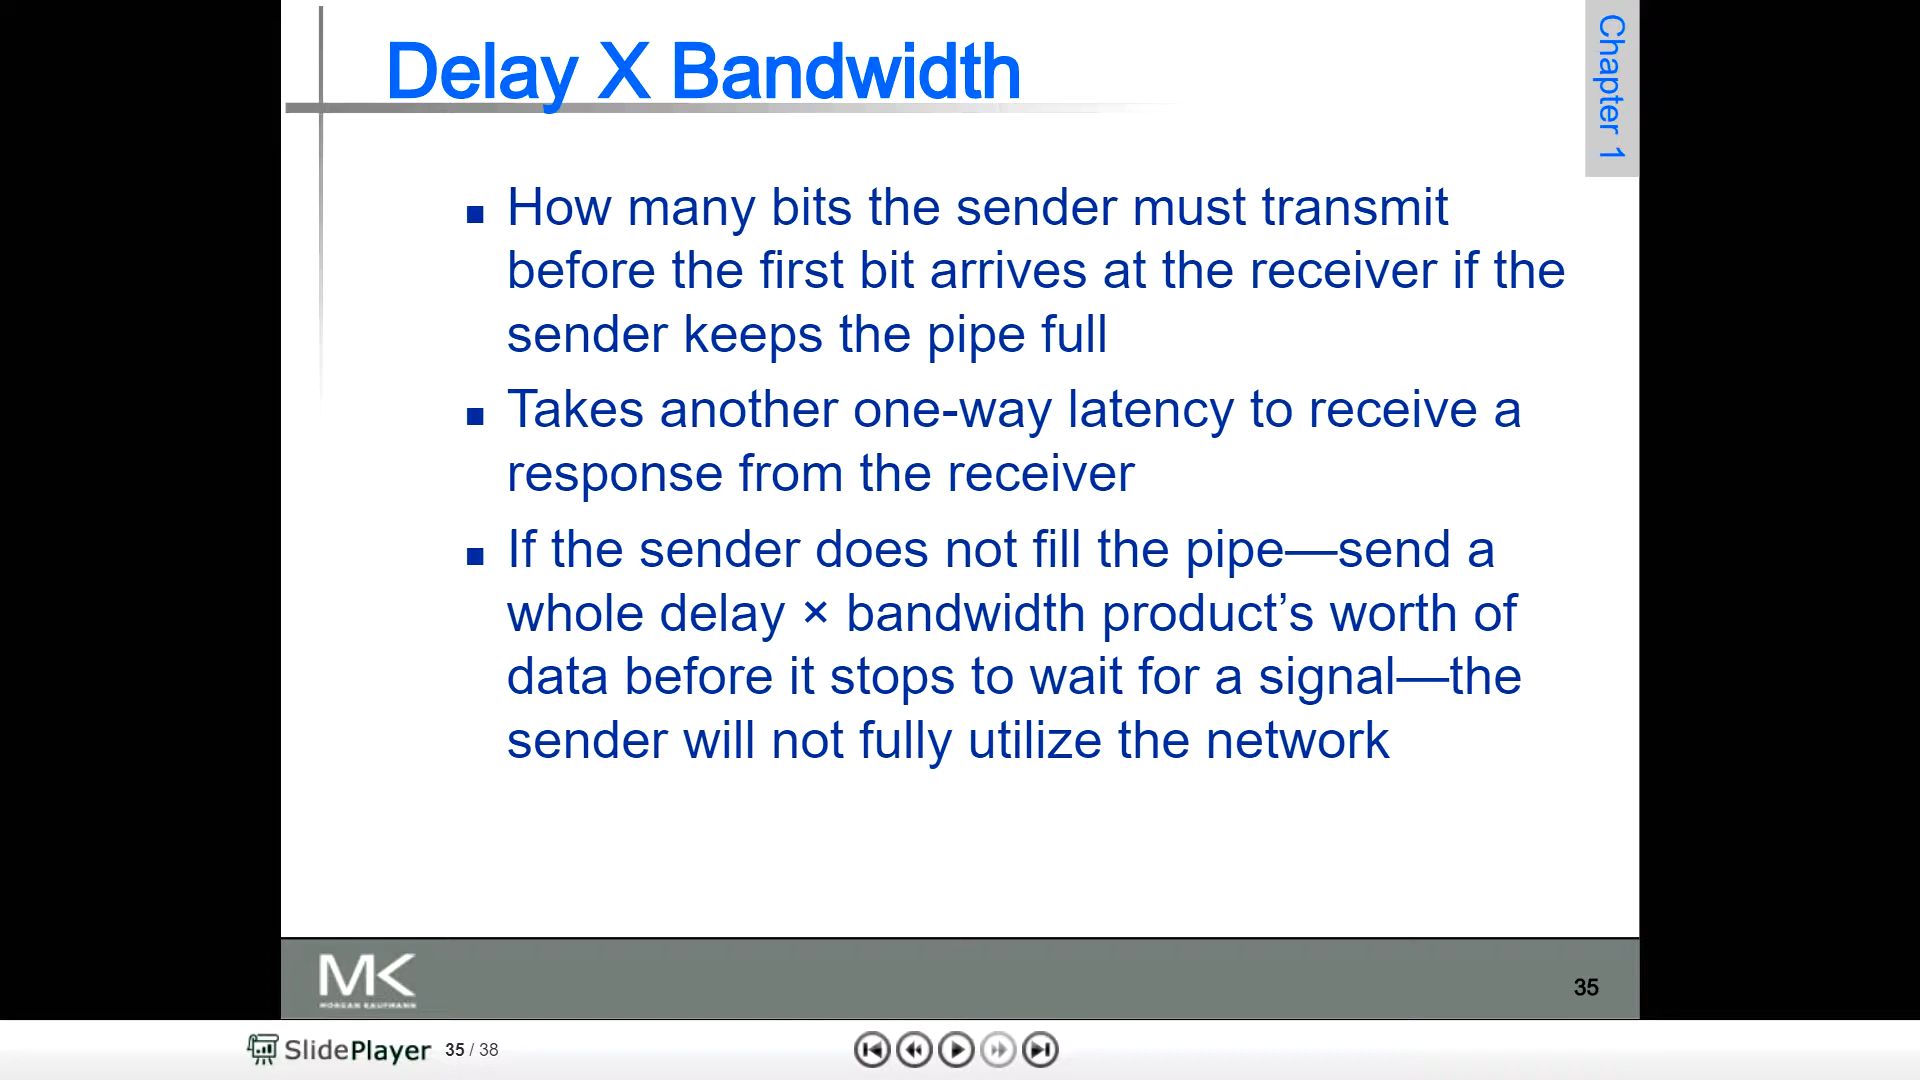 Delay X Bandwidth
Chapter 1
■ How many bits the sender must transmit
before the first bit arrives at the receiver if the
sender keeps the pipe full
■ Takes another one-way latency to receive a
response from the receiver
■ If the sender does not fill the pipe—send a
whole delay × bandwidth product’s worth of
data before it stops to wait for a signal—the
sender will not fully utilize the network
MK
MORGAN KAUFMANN
35
SlidePlayer 35 / 38